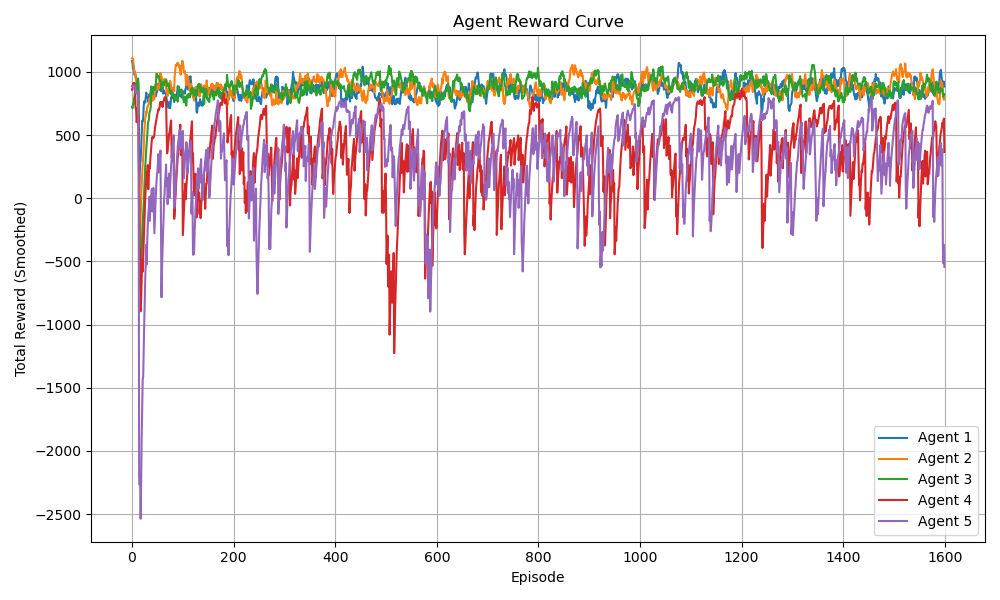 Agent Reward Curve
Total Reward (Smoothed)
1000
500
0
−500
−1000
−1500
−2000
−2500
0 200 400 600 800 1000 1200 1400 1600
Episode
Agent 1
Agent 2
Agent 3
Agent 4
Agent 5